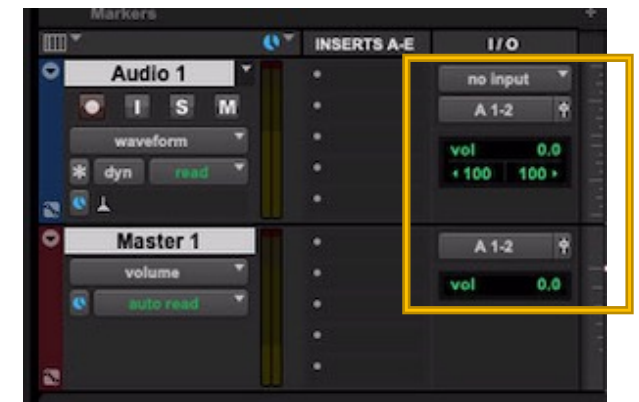 Markers
INSERTS A-E I/O
Audio 1 no input
I S M A 1-2
waveform vol 0.0
dyn read 100 100
Master 1 A 1-2
volume vol 0.0
auto read